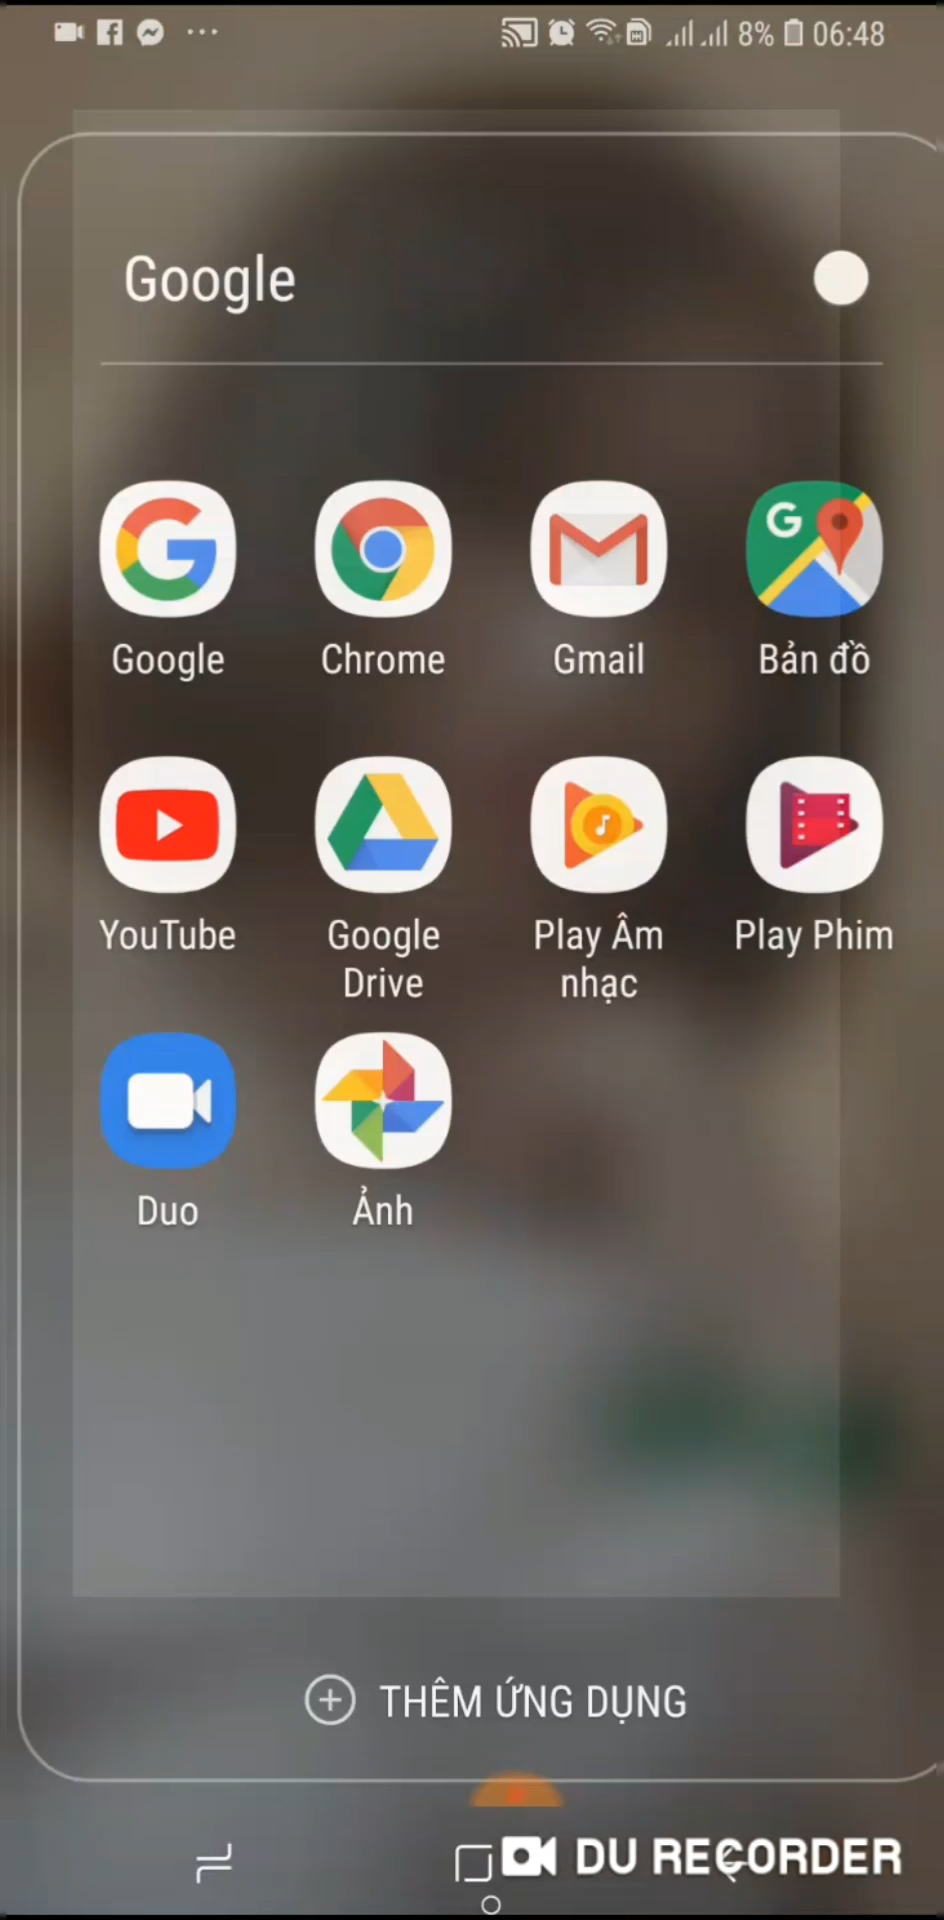 8% 06:48
Google
Google Chrome Gmail Bản đồ
YouTube Google Drive Play Âm nhạc Play Phim
Duo Ảnh
THÊM ỨNG DỤNG
DU RECORDER